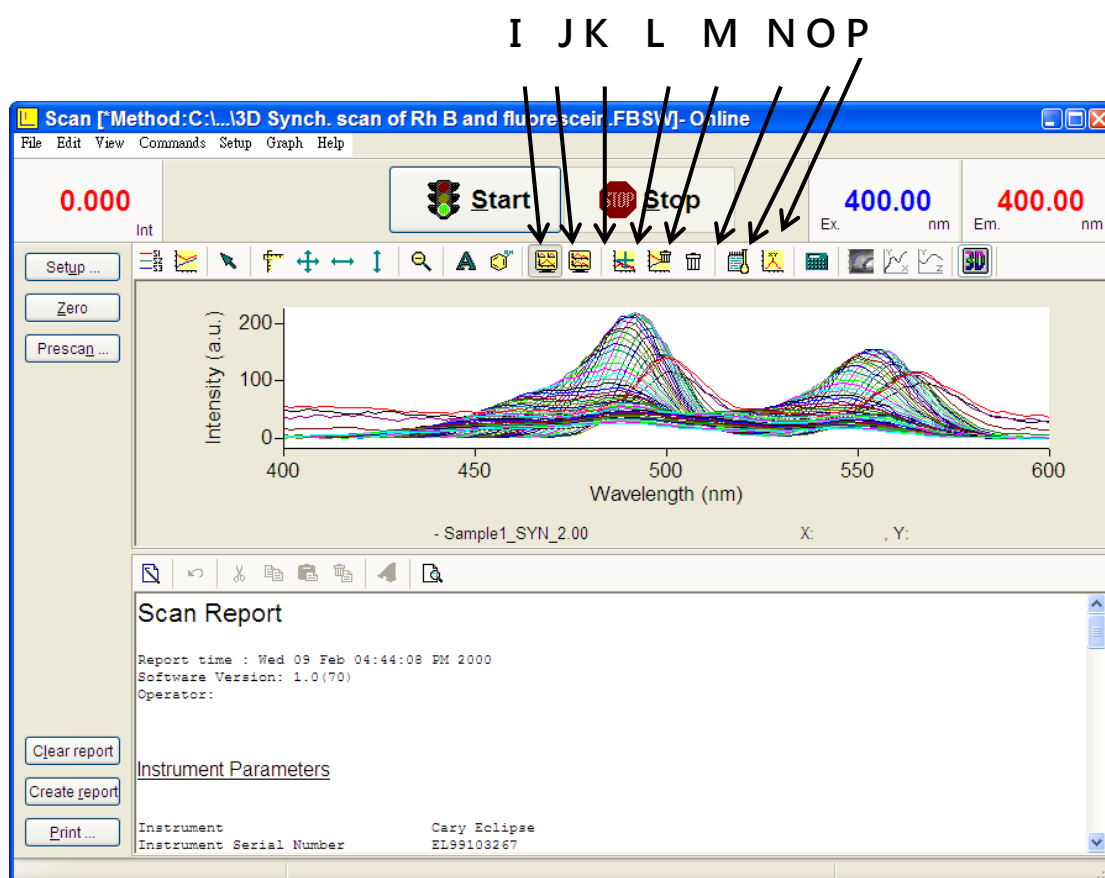 I J K L M N O P
Scan [*Method:C:\...\3D Synch. scan of Rh B and fluorescein.FBSW]- Online
File Edit View Commands Setup Graph Help
0.000
Int
Start
STOP Stop
400.00
Ex. nm
400.00
Em. nm
Setup ...
Zero
Prescan ...
A
3D
Intensity (a.u.)
200
100
0
400 450 500 550 600
Wavelength (nm)
- Sample1_SYN_2.00 X: , Y:
Scan Report
Report time : Wed 09 Feb 04:44:08 PM 2000
Software Version: 1.0(70)
Operator:
Instrument Parameters
Instrument Cary Eclipse
Instrument Serial Number EL99103267
Clear report
Create report
Print ...